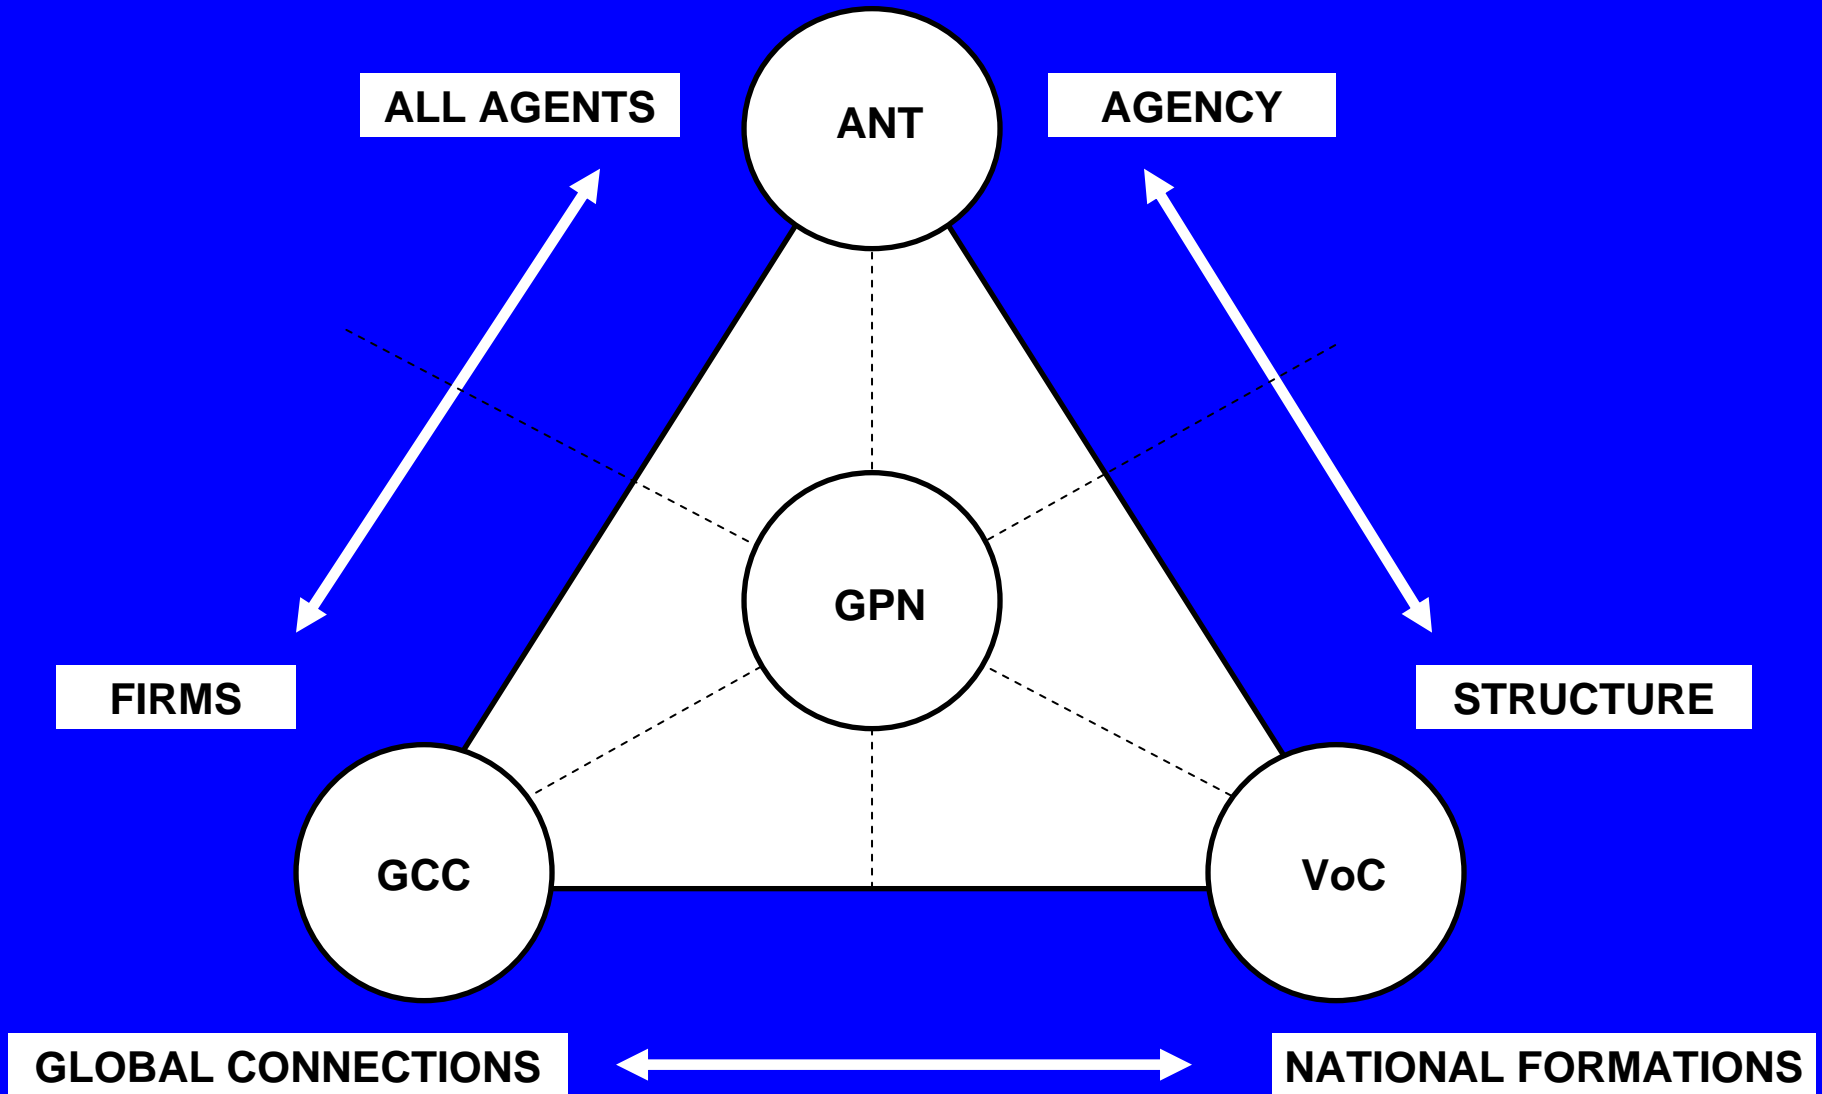 ALL AGENTS
ANT
AGENCY
GPN
FIRMS
STRUCTURE
GCC
VoC
GLOBAL CONNECTIONS
NATIONAL FORMATIONS